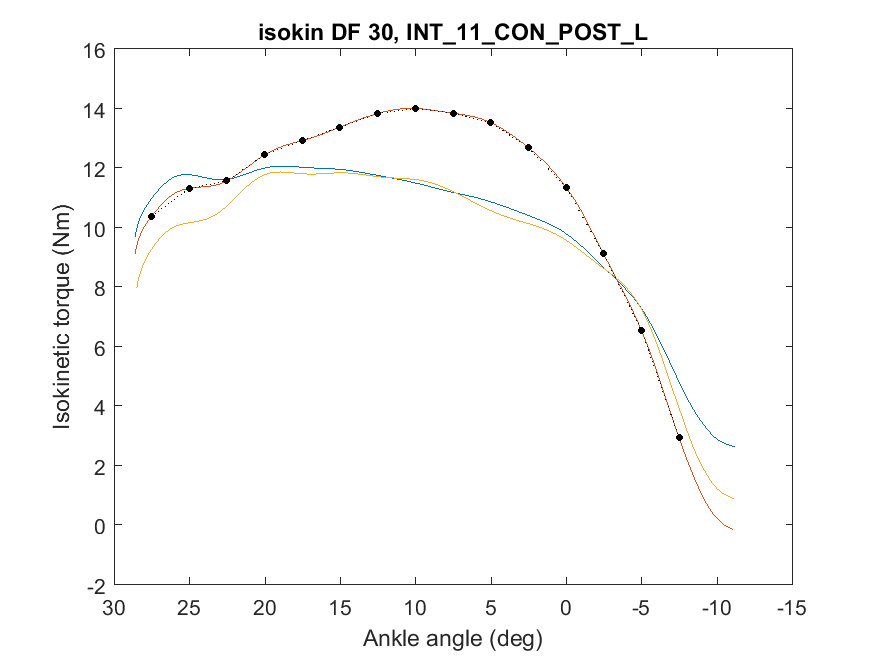 isokin DF 30, INT_11_CON_POST_L
16
14
12
10
8
6
4
2
0
-2
Isokinetic torque (Nm)
30 25 20 15 10 5 0 -5 -10 -15
Ankle angle (deg)